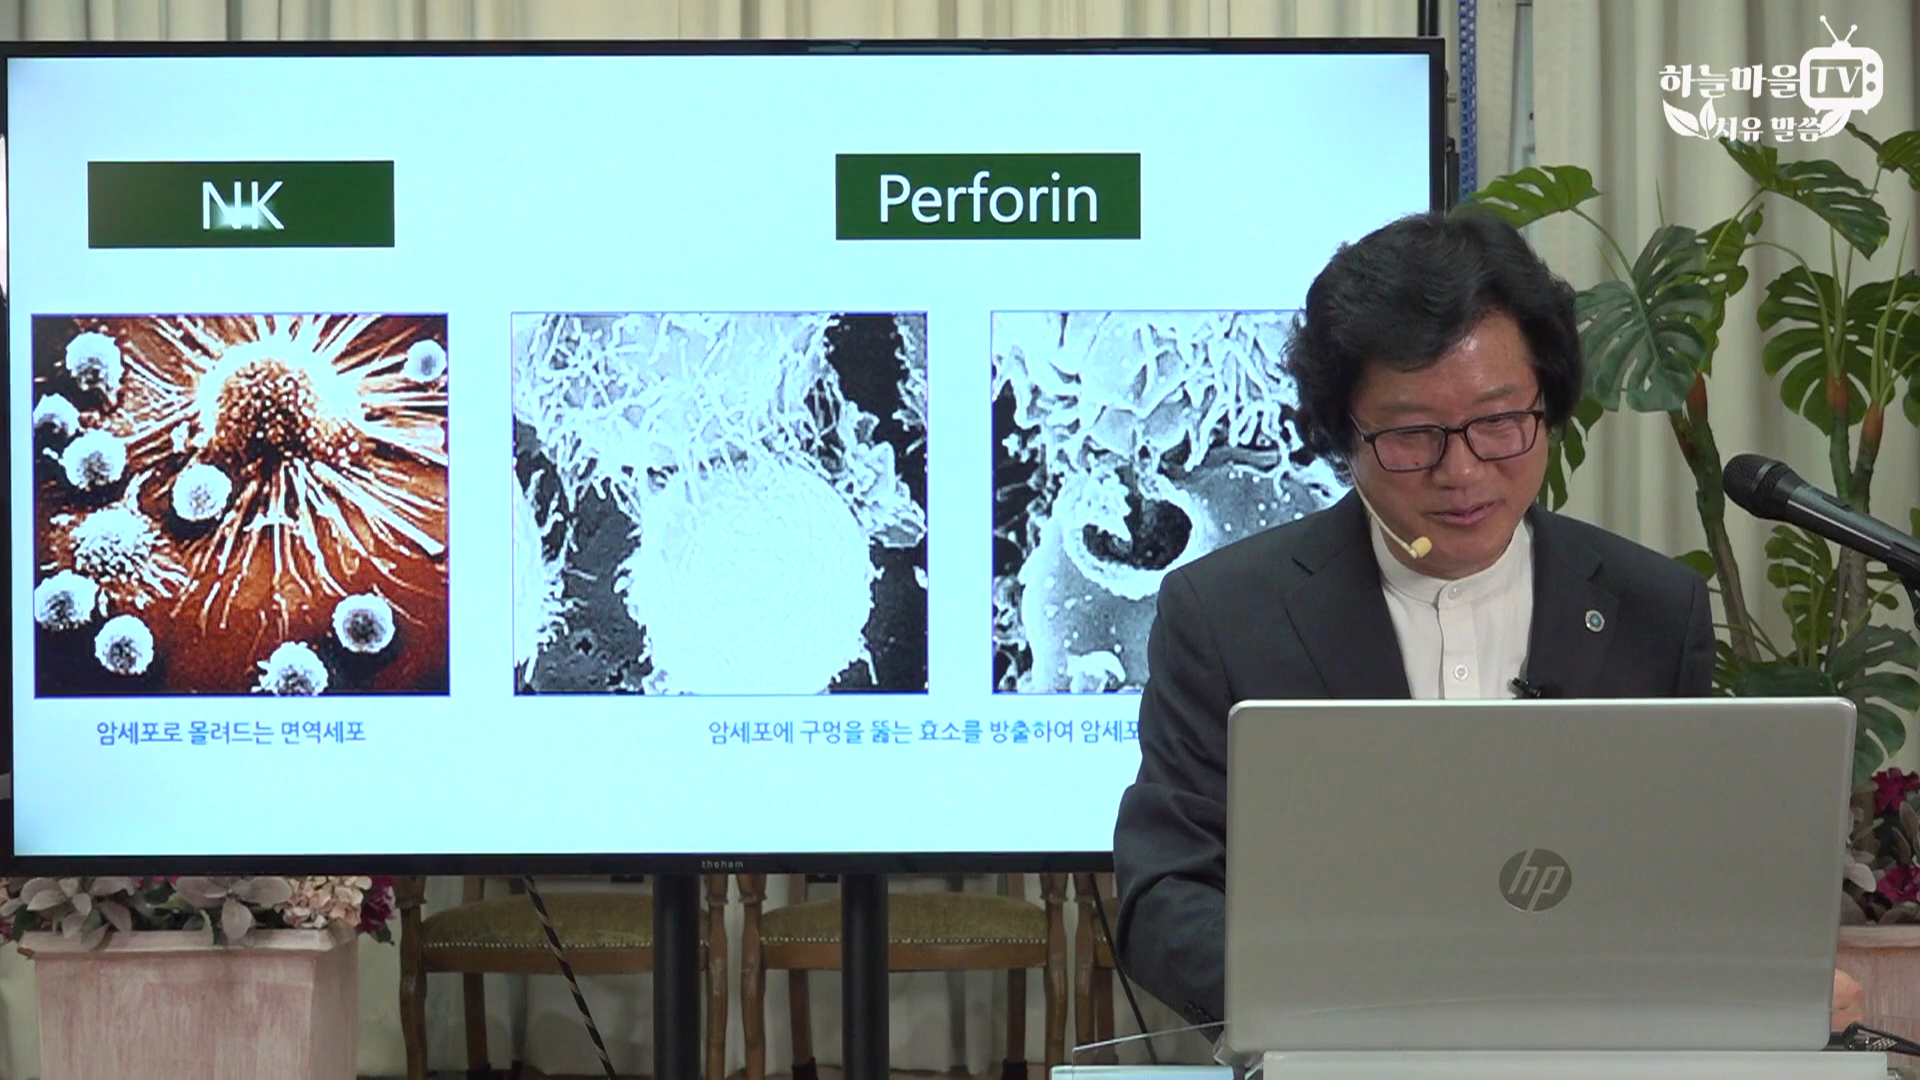 하늘마을TV
치유 말씀
NK
Perforin
암세포로 몰려드는 면역세포
암세포에 구멍을 뚫는 효소를 방출하여 암세포
theham
hp